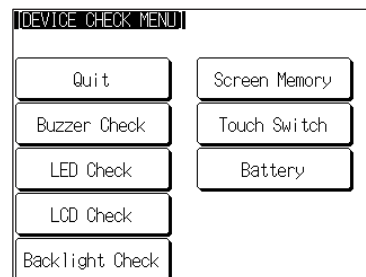 [DEVICE CHECK MENU]
Quit
Screen Memory
Buzzer Check
Touch Switch
LED Check
Battery
LCD Check
Backlight Check